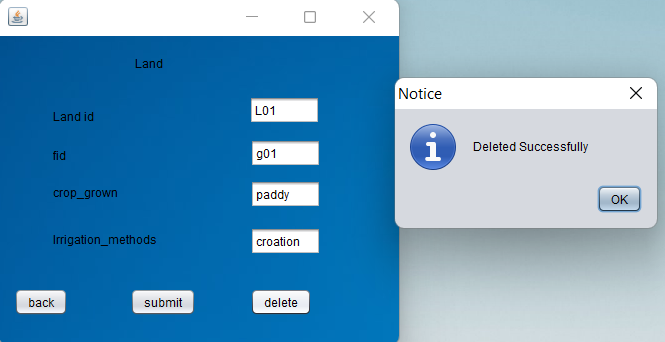 Land
Land id L01
fid g01
crop_grown paddy
Irrigation_methods croation
back submit delete
Notice
Deleted Successfully
OK